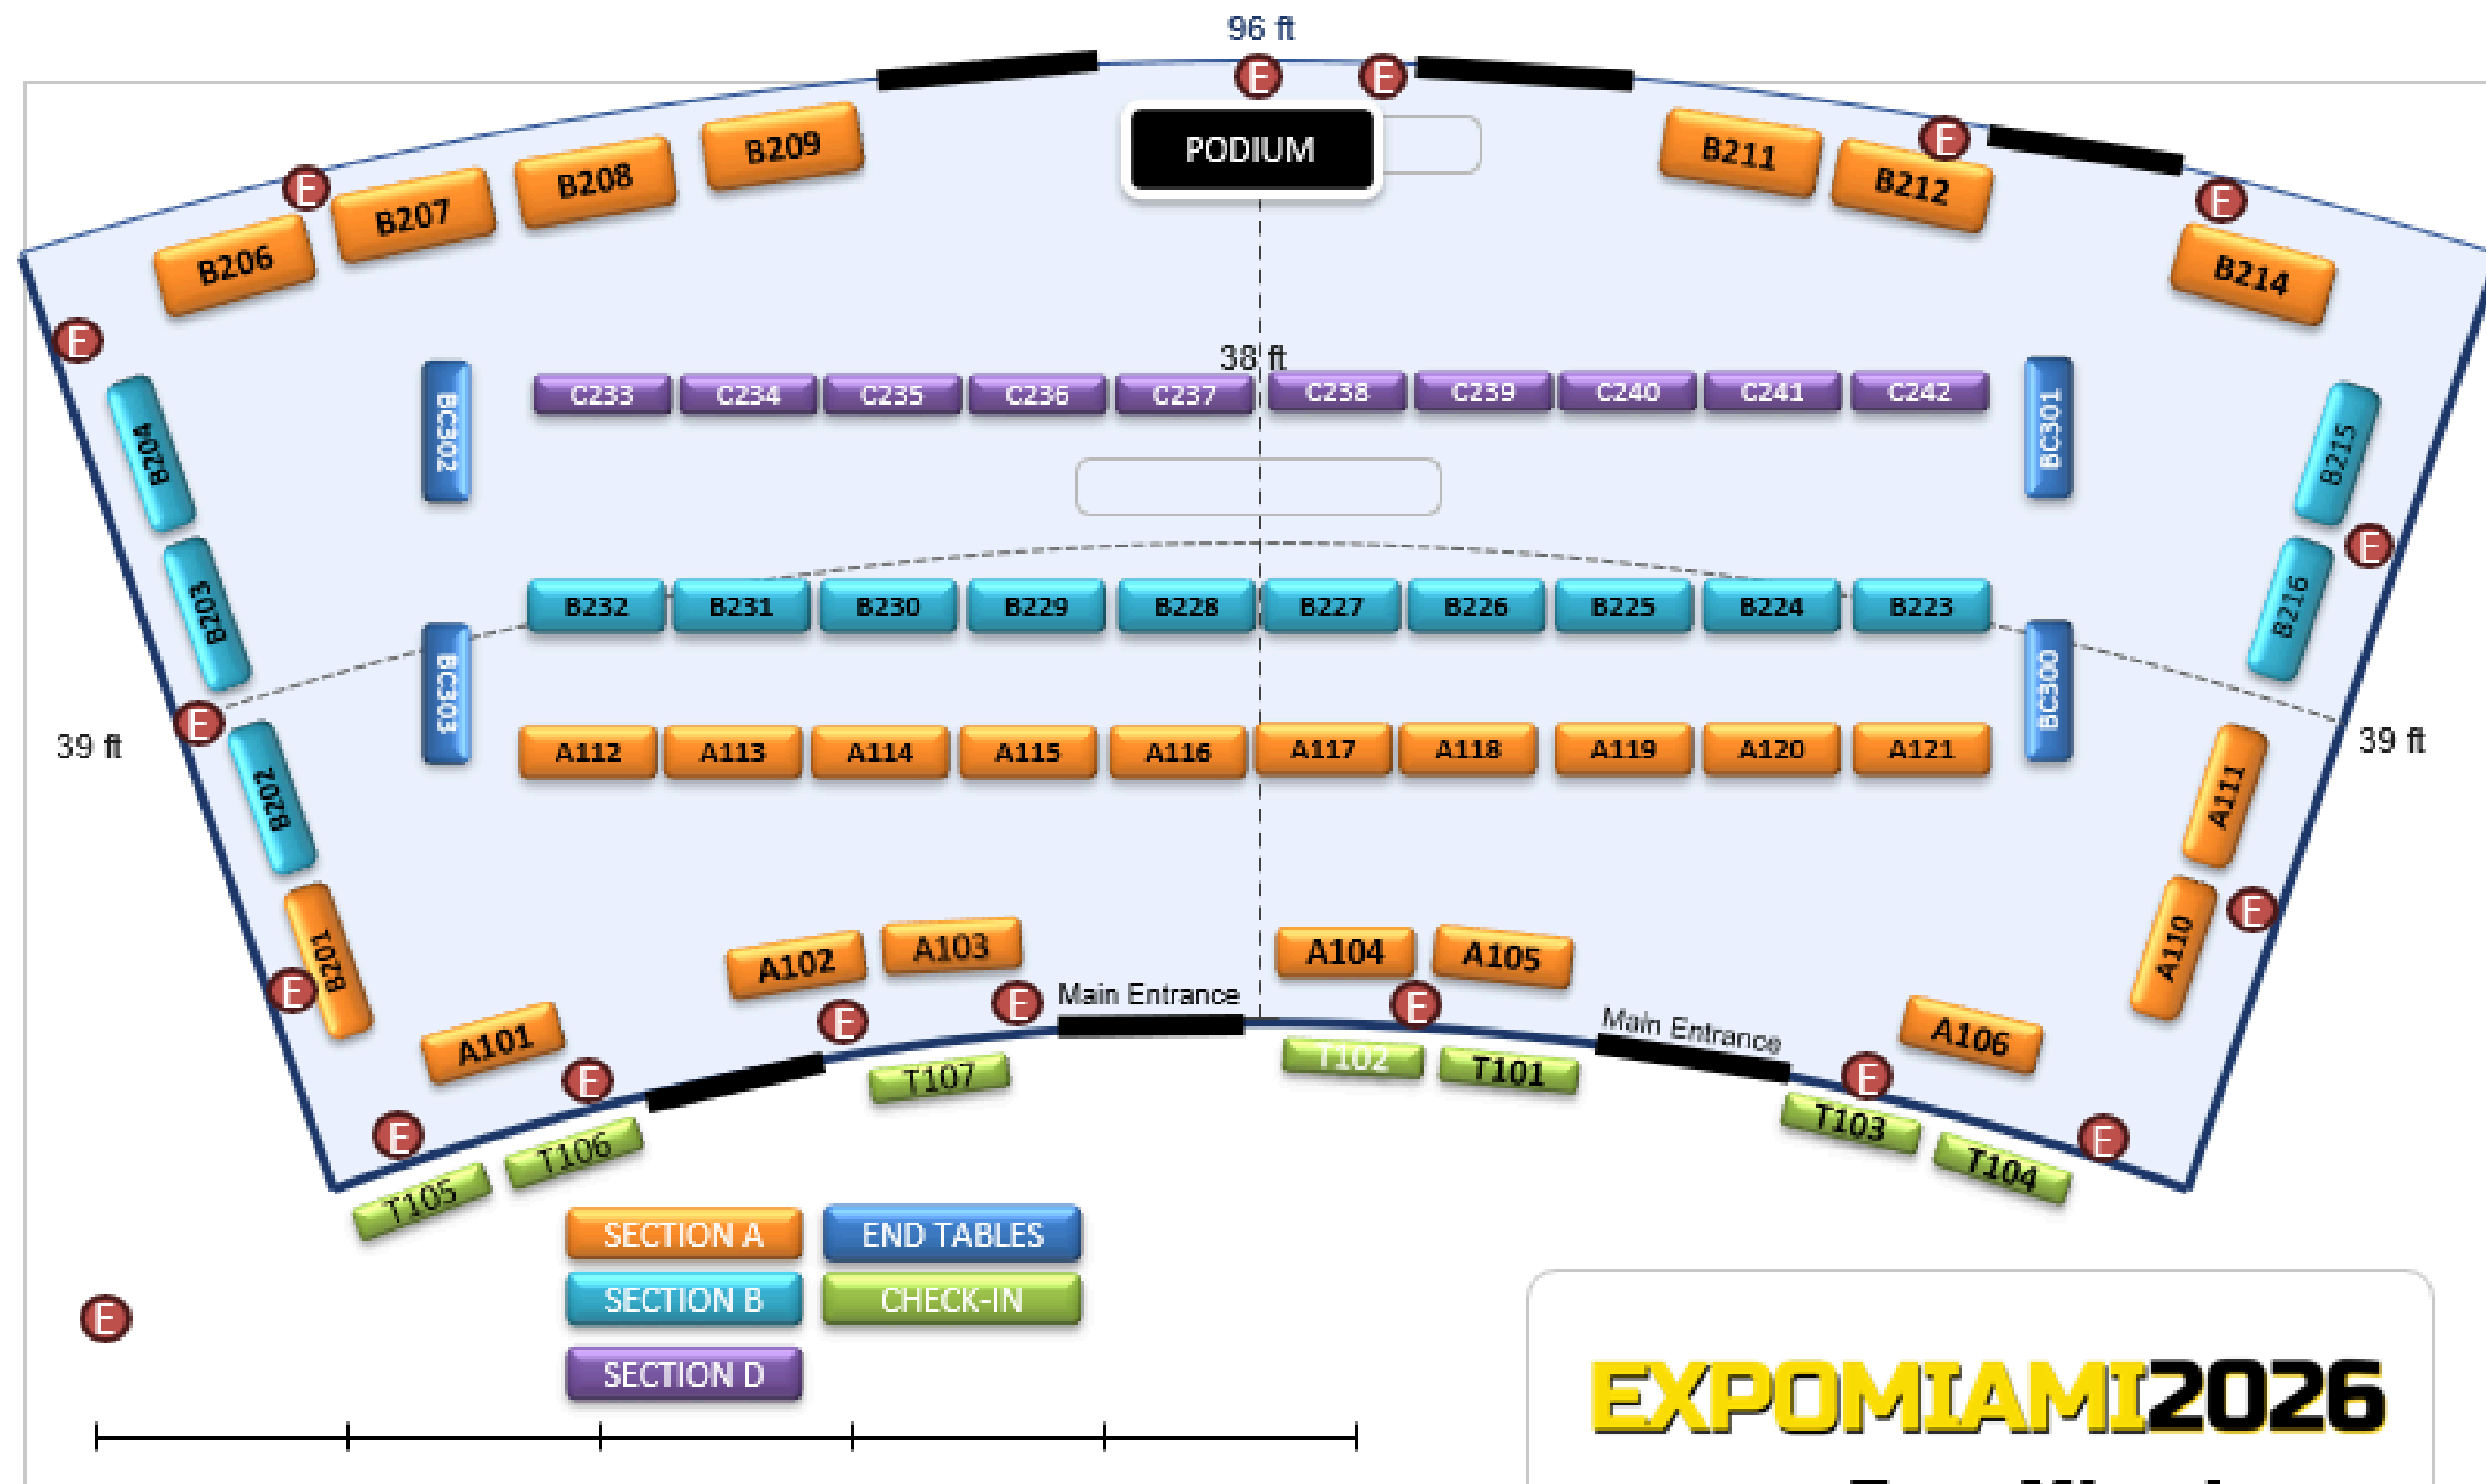 96 ft
E E
PODIUM
B209 B211
E B208 B212 E
B207 B214 E
B206
E
38 ft
BC302 C233 C234 C235 C236 C237 C238 C239 C240 C241 C242 BC301
B204 B215
E
B203 B232 B231 B230 B229 B228 B227 B226 B225 B224 B223 B216
BC303 BC300
E
39 ft A112 A113 A114 A115 A116 A117 A118 A119 A120 A121 39 ft
B202 A111
E
B201 A102 A103 A104 A105 A110
E E E Main Entrance E Main Entrance
A101 A106
E T107 T102 T101 E
E T106 T103 E
T105 T104
SECTION A END TABLES
SECTION B CHECK-IN
E
SECTION D
EXPOMIAMI2026